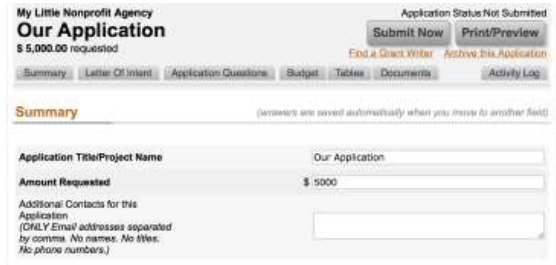 My Little Nonprofit Agency
Application Status Not Submitted
Our Application
Submit Now
Print/Preview
$ 5,000.00 requested
Find a Grant Writer
Archive this Application
Summary
Letter Of Intent
Application Questions
Budget
Tables
Documents
Activity Log
Summary
(answers are saved automatically when you move to another field)
Application Title/Project Name
Our Application
Amount Requested
$ 5000
Additional Contacts for this
Application
(ONLY Email addresses separated
by comma. No names. No titles.
No phone numbers.)